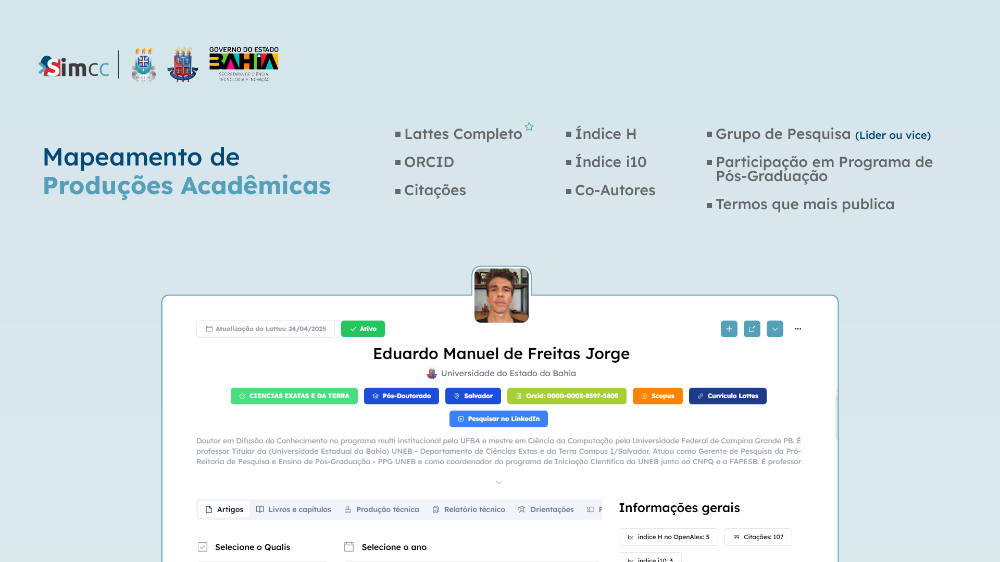 Simcc
IN ALTUM
GOVERNO DO ESTADO
BAHIA
SECRETARIA DE CIÊNCIA,
TECNOLOGIA E INOVAÇÃO
Mapeamento de
Produções Acadêmicas
Lattes Completo
ORCID
Citações
Índice H
Índice i10
Co-Autores
Grupo de Pesquisa (Líder ou vice)
Participação em Programa de
Pós-Graduação
Termos que mais publica
Atualização do Lattes: 24/04/2025
Ativo
Eduardo Manuel de Freitas Jorge
Universidade do Estado da Bahia
CIENCIAS EXATAS E DA TERRA
Pós-Doutorado
Salvador
Orcid: 0000-0002-8597-5805
Scopus
Currículo Lattes
Pesquisar no LinkedIn
Doutor em Difusão do Conhecimento no programa multi institucional pela UFBA e mestre em Ciência da Computação pela Universidade Federal de Campina Grande PB. É
professor Titular da (Universidade Estadual da Bahia) UNEB - Departamento de Ciências Extas e da Terra Campus I/Salvador. Atuou como Gerente de Pesquisa da Pró-
Reitoria de Pesquisa e Ensino de Pós-Graduação - PPG UNEB e como coordenador do programa de Iniciação Cientifica da UNEB junto ao CNPQ e a FAPESB. É professor
Artigos
Livros e capítulos
Produção técnica
Relatório técnico
Orientações
P
Informações gerais
índice H no OpenAlex: 5
Citações: 107
índice i10: 3
Selecione o Qualis
Selecione o ano